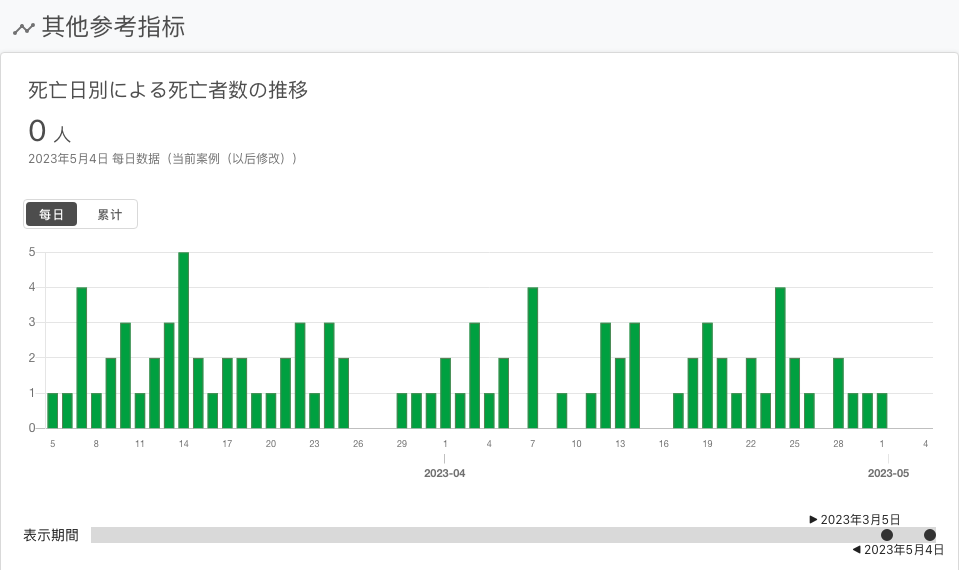 其他参考指标
死亡日別による死亡者数の推移
0 人
2023年5月4日 每日数据（当前案例（以后修改））
每日 累计
5
4
3
2
1
0
5 8 11 14 17 20 23 26 29 1 4 7 10 13 16 19 22 25 28 1 4
2023-04 2023-05
▶ 2023年3月5日
表示期間
◀ 2023年5月4日